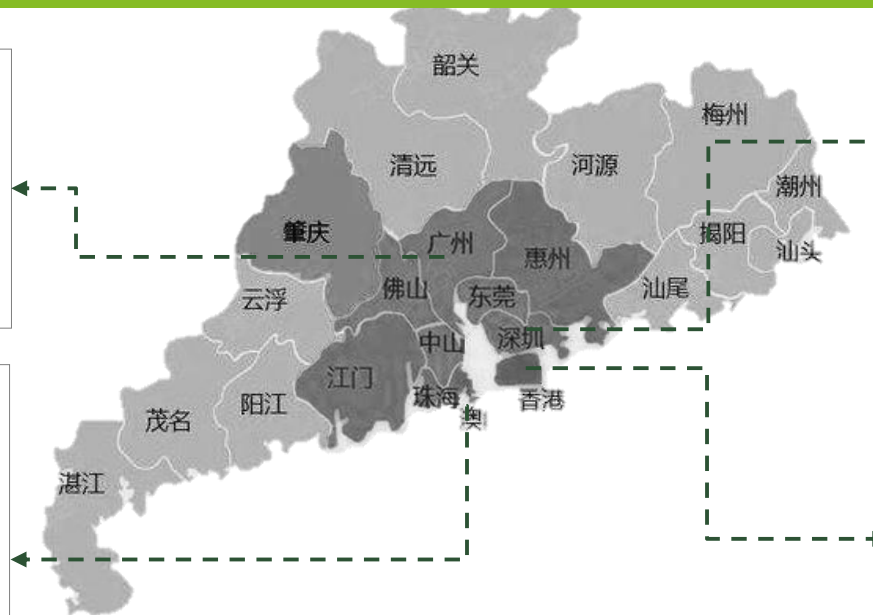 韶关
梅州
清远
河源
潮州
肇庆
广州
揭阳
惠州
汕头
佛山
东莞
汕尾
云浮
中山
深圳
江门
珠海
香港
阳江
澳
茂名
湛江